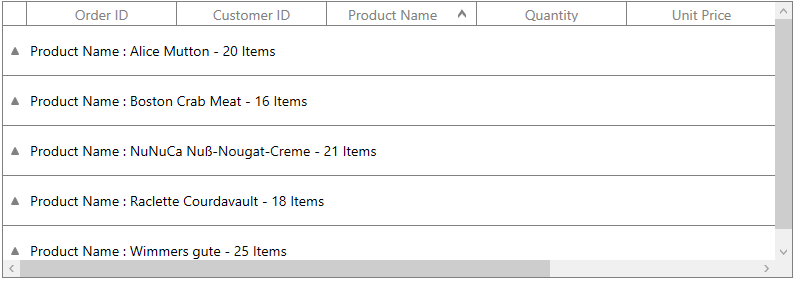 Order ID Customer ID Product Name Quantity Unit Price
Product Name : Alice Mutton - 20 Items
Product Name : Boston Crab Meat - 16 Items
Product Name : NuNuCa Nuß-Nougat-Creme - 21 Items
Product Name : Raclette Courdavault - 18 Items
Product Name : Wimmers gute - 25 Items